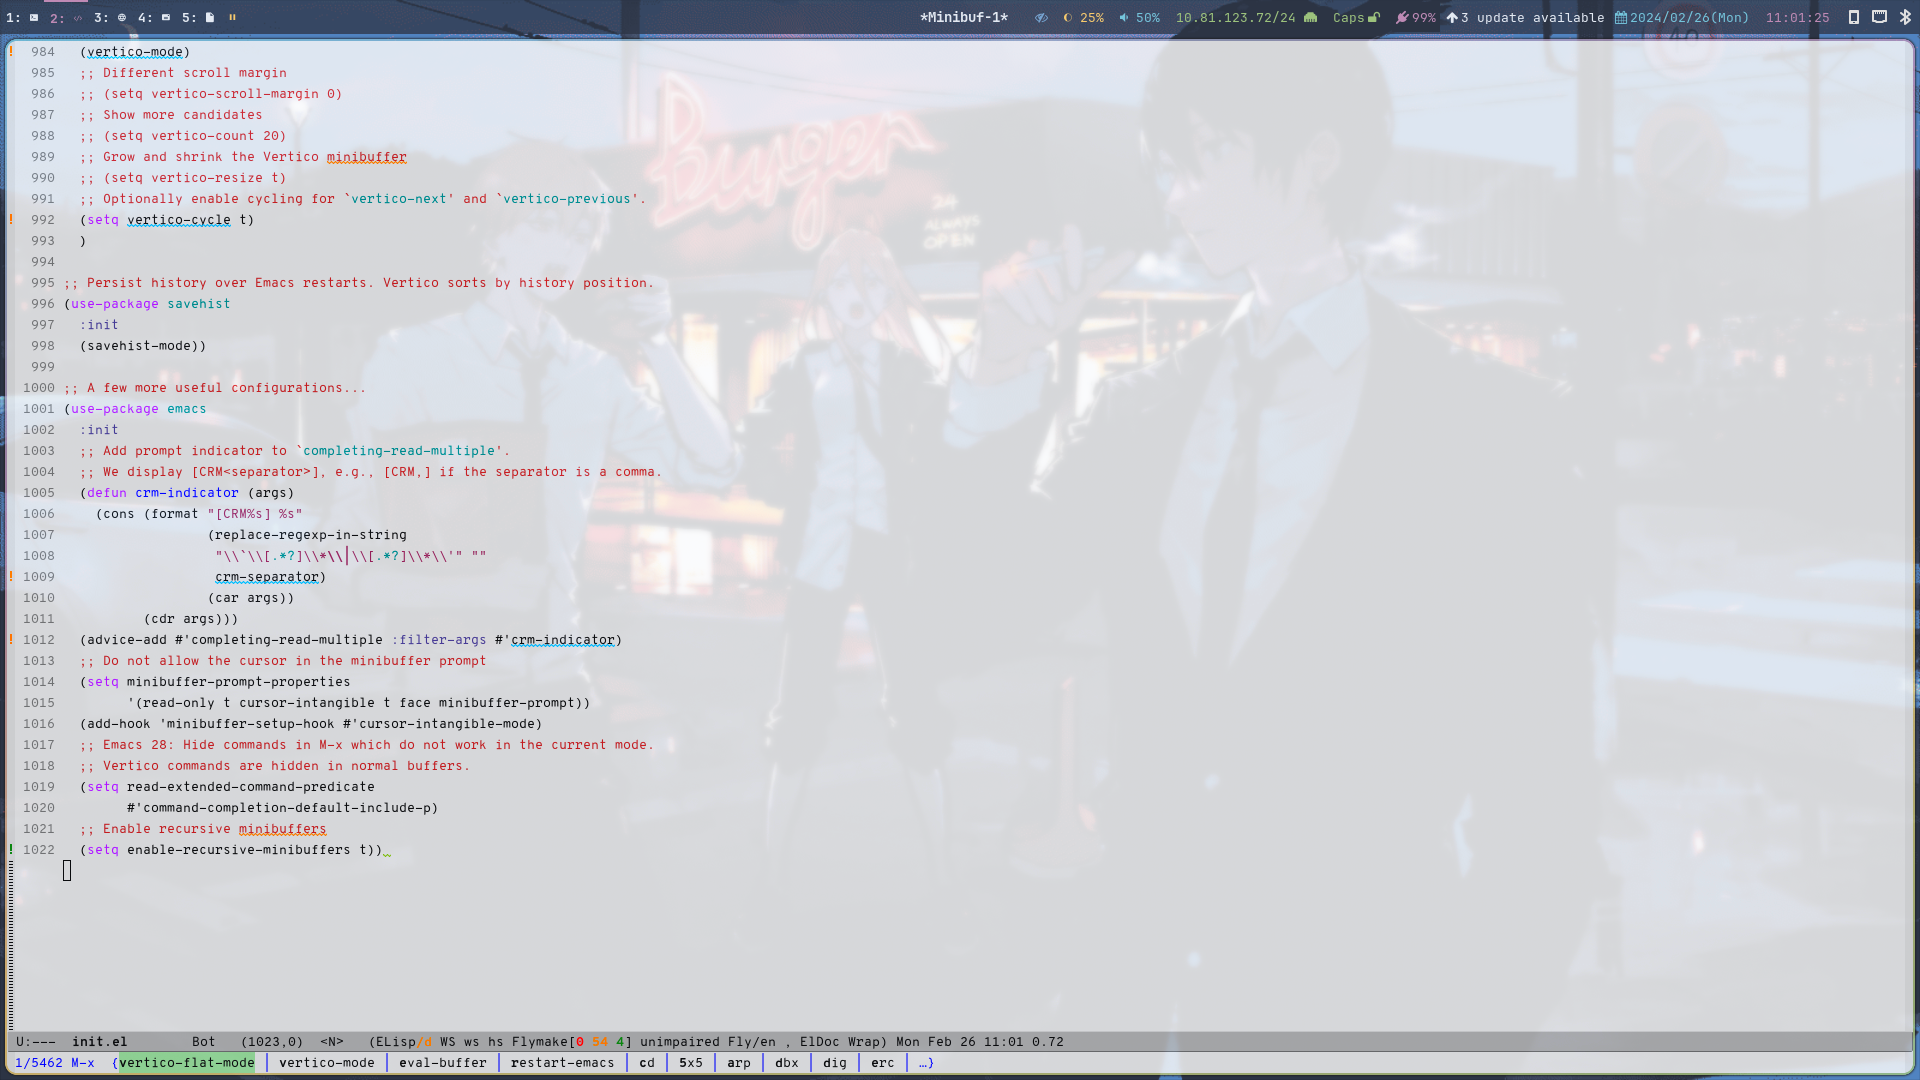 1: 2: 3: 4: 5: *Minibuf-1* 25% 50% 10.81.123.72/24 Caps 99% 3 update available 2024/02/26(Mon) 11:01:25
! 984   (vertico-mode)
985   ;; Different scroll margin
986   ;; (setq vertico-scroll-margin 0)
987   ;; Show more candidates
988   ;; (setq vertico-count 20)
989   ;; Grow and shrink the Vertico minibuffer
990   ;; (setq vertico-resize t)
991   ;; Optionally enable cycling for `vertico-next' and `vertico-previous'.
! 992   (setq vertico-cycle t)
993   )
994
995 ;; Persist history over Emacs restarts. Vertico sorts by history position.
996 (use-package savehist
997   :init
998   (savehist-mode))
999
1000 ;; A few more useful configurations...
1001 (use-package emacs
1002   :init
1003   ;; Add prompt indicator to `completing-read-multiple'.
1004   ;; We display [CRM<separator>], e.g., [CRM,] if the separator is a comma.
1005   (defun crm-indicator (args)
1006     (cons (format "[CRM%s] %s"
1007                   (replace-regexp-in-string
1008                    "\\`\\[.*?]\\*\\|\\[.*?]\\*\\'" ""
! 1009                    crm-separator)
1010                   (car args))
1011           (cdr args)))
! 1012   (advice-add #'completing-read-multiple :filter-args #'crm-indicator)
1013   ;; Do not allow the cursor in the minibuffer prompt
1014   (setq minibuffer-prompt-properties
1015         '(read-only t cursor-intangible t face minibuffer-prompt))
1016   (add-hook 'minibuffer-setup-hook #'cursor-intangible-mode)
1017   ;; Emacs 28: Hide commands in M-x which do not work in the current mode.
1018   ;; Vertico commands are hidden in normal buffers.
1019   (setq read-extended-command-predicate
1020         #'command-completion-default-include-p)
1021   ;; Enable recursive minibuffers
! 1022   (setq enable-recursive-minibuffers t))
Burger
24
ALWAYS
OPEN
40
U:--- init.el Bot (1023,0) <N> (ELisp/d WS ws hs Flymake[0 54 4] unimpaired Fly/en , ElDoc Wrap) Mon Feb 26 11:01 0.72
1/5462 M-x {vertico-flat-mode | vertico-mode | eval-buffer | restart-emacs | cd | 5x5 | arp | dbx | dig | erc | …}